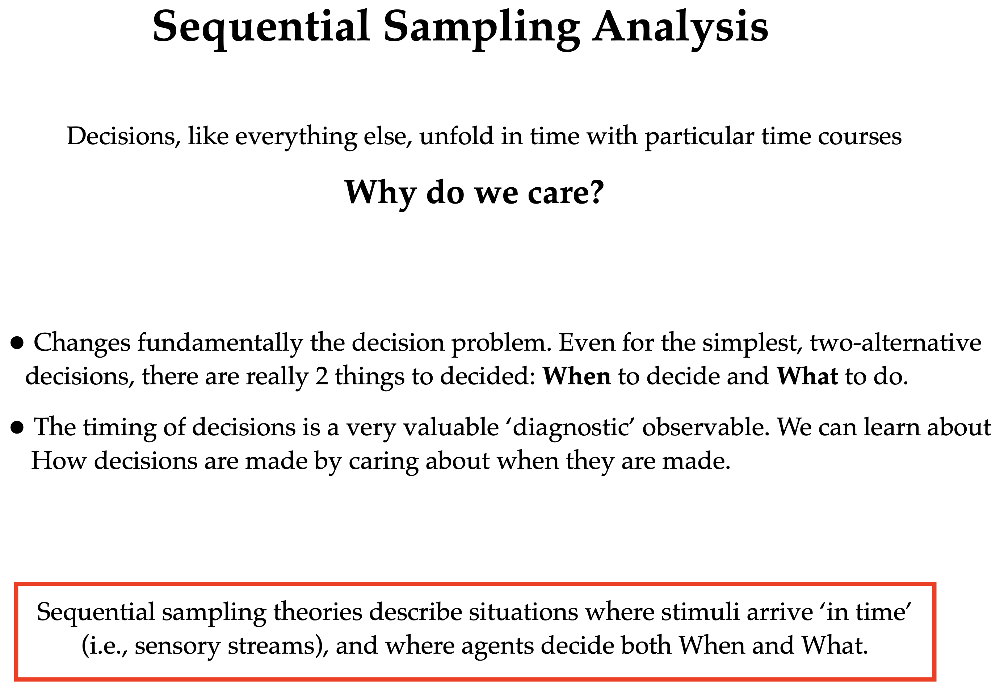 Sequential Sampling Analysis
Decisions, like everything else, unfold in time with particular time courses
Why do we care?
● Changes fundamentally the decision problem. Even for the simplest, two-alternative
decisions, there are really 2 things to decided: When to decide and What to do.
● The timing of decisions is a very valuable ‘diagnostic’ observable. We can learn about
How decisions are made by caring about when they are made.
Sequential sampling theories describe situations where stimuli arrive ‘in time’
(i.e., sensory streams), and where agents decide both When and What.